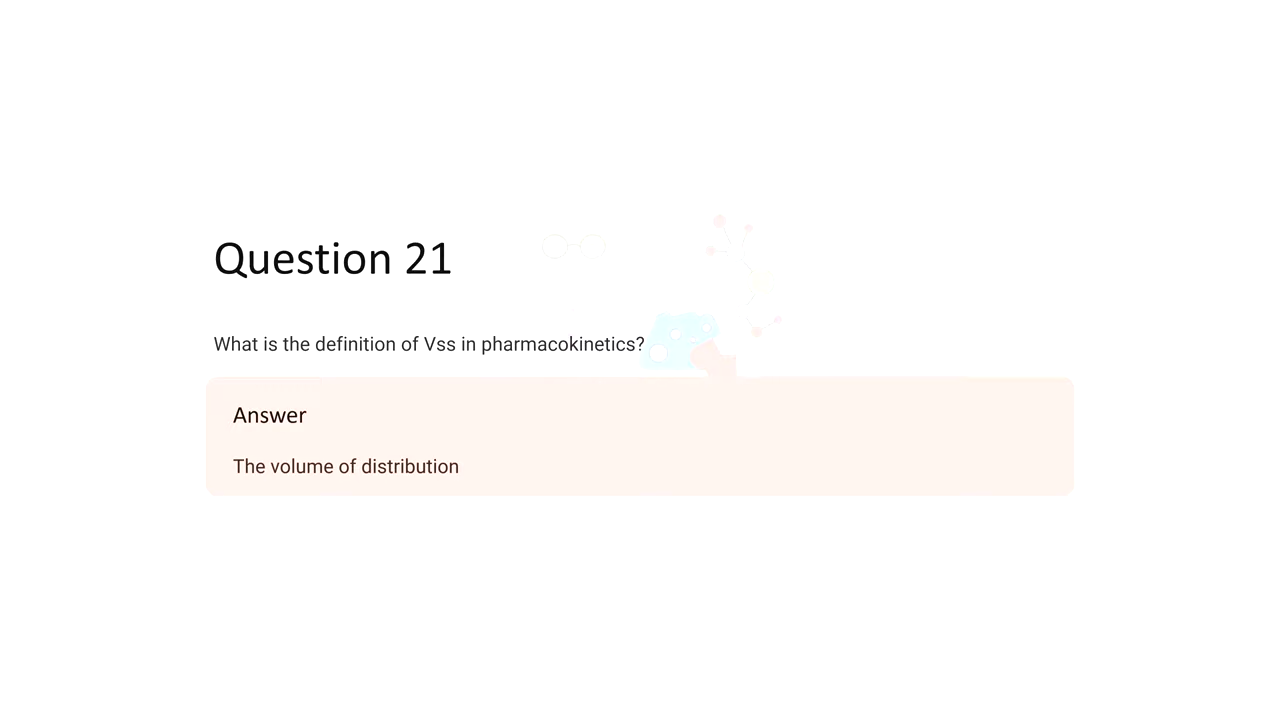 Question 21
What is the definition of Vss in pharmacokinetics?
Answer
The volume of distribution